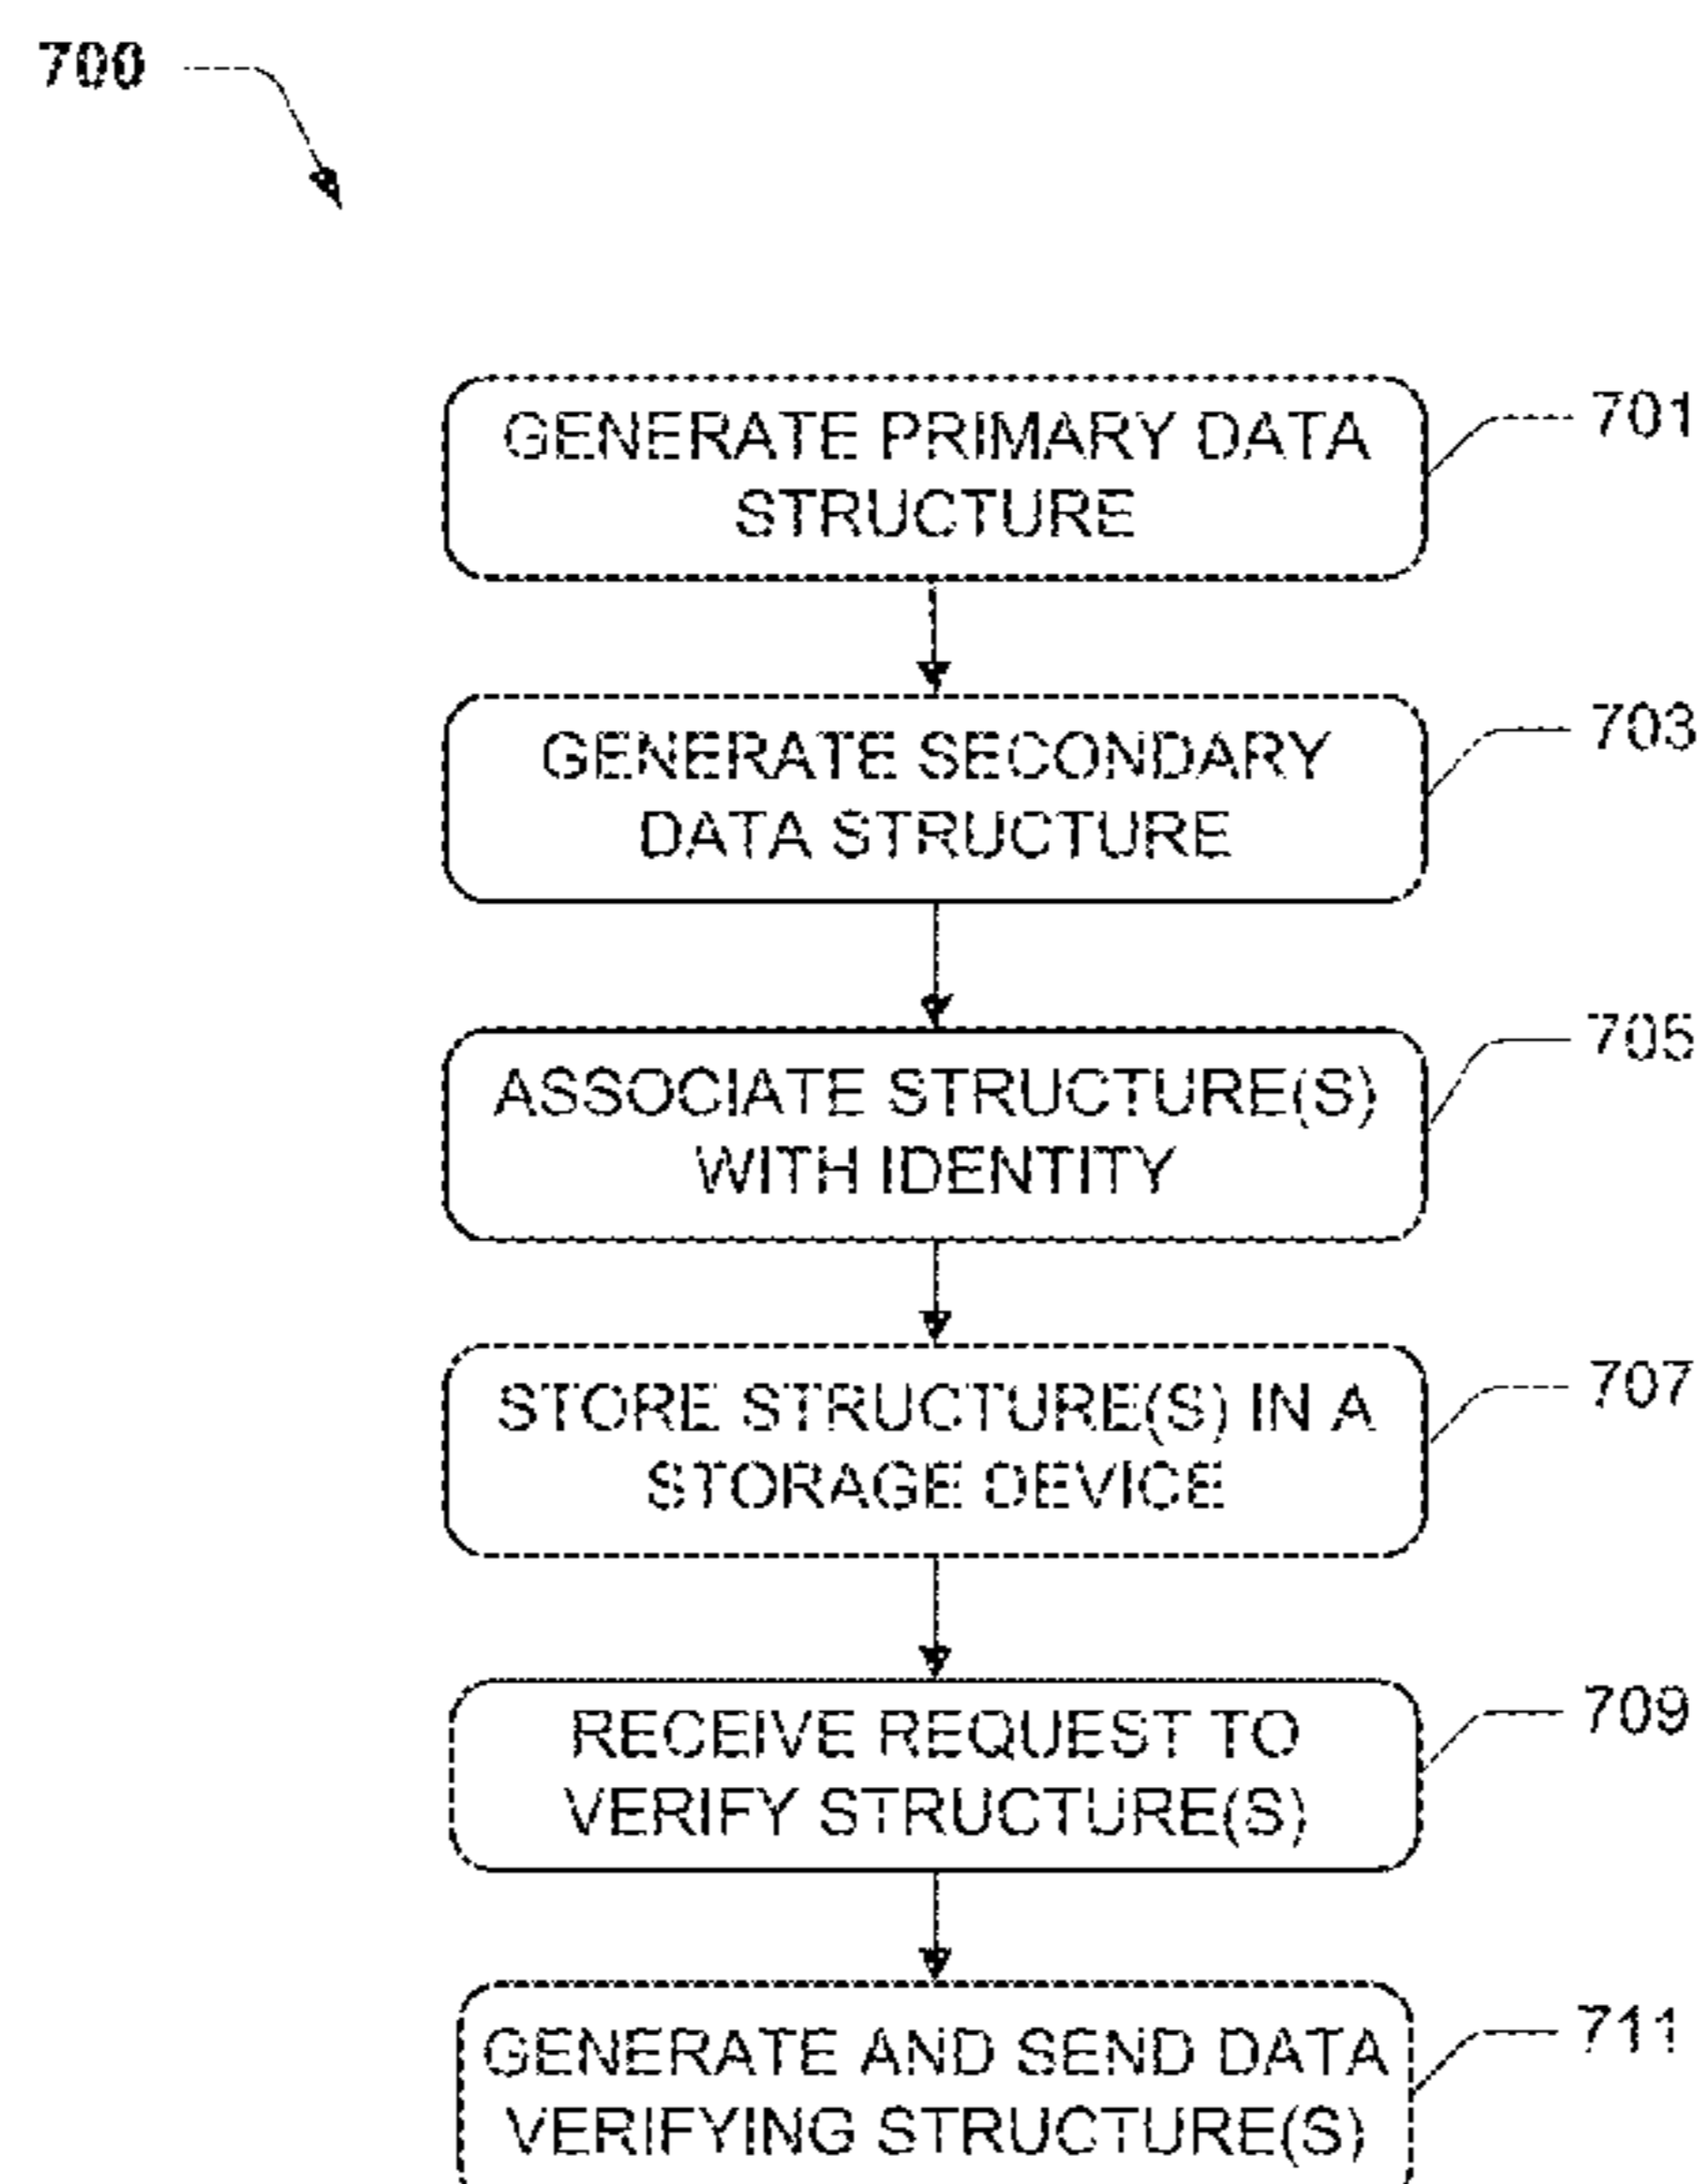 700
GENERATE PRIMARY DATA
STRUCTURE
701
GENERATE SECONDARY
DATA STRUCTURE
703
ASSOCIATE STRUCTURE(S)
WITH IDENTITY
705
STORE STRUCTURE(S) IN A
STORAGE DEVICE
707
RECEIVE REQUEST TO
VERIFY STRUCTURE(S)
709
GENERATE AND SEND DATA
VERIFYING STRUCTURE(S)
711